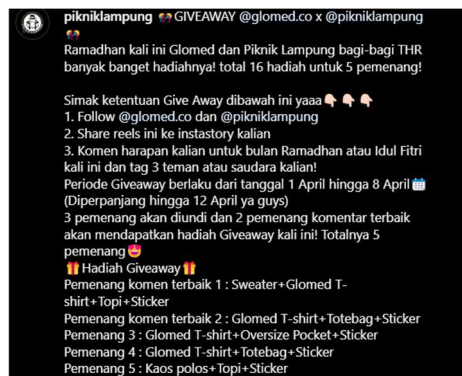 pikniklampung 🎊GIVEAWAY @glomed.co x @pikniklampung
🎊
Ramadhan kali ini Glomed dan Piknik Lampung bagi-bagi THR
banyak banget hadiahnya! total 16 hadiah untuk 5 pemenang!
Simak ketentuan Give Away dibawah ini yaaa👇🏻👇🏻👇🏻
1. Follow @glomed.co dan @pikniklampung
2. Share reels ini ke instastory kalian
3. Komen harapan kalian untuk bulan Ramadhan atau Idul Fitri
kali ini dan tag 3 teman atau saudara kalian!
Periode Giveaway berlaku dari tanggal 1 April hingga 8 April🗓️
(Diperpanjang hingga 12 April ya guys)
3 pemenang akan diundi dan 2 pemenang komentar terbaik
akan mendapatkan hadiah Giveaway kali ini! Totalnya 5
pemenang🤩
🎁Hadiah Giveaway🎁
Pemenang komen terbaik 1 : Sweater+Glomed T-
shirt+Topi+Sticker
Pemenang komen terbaik 2 : Glomed T-shirt+Totebag+Sticker
Pemenang 3 : Glomed T-shirt+Oversize Pocket+Sticker
Pemenang 4 : Glomed T-shirt+Totebag+Sticker
Pemenang 5 : Kaos polos+Topi+Sticker